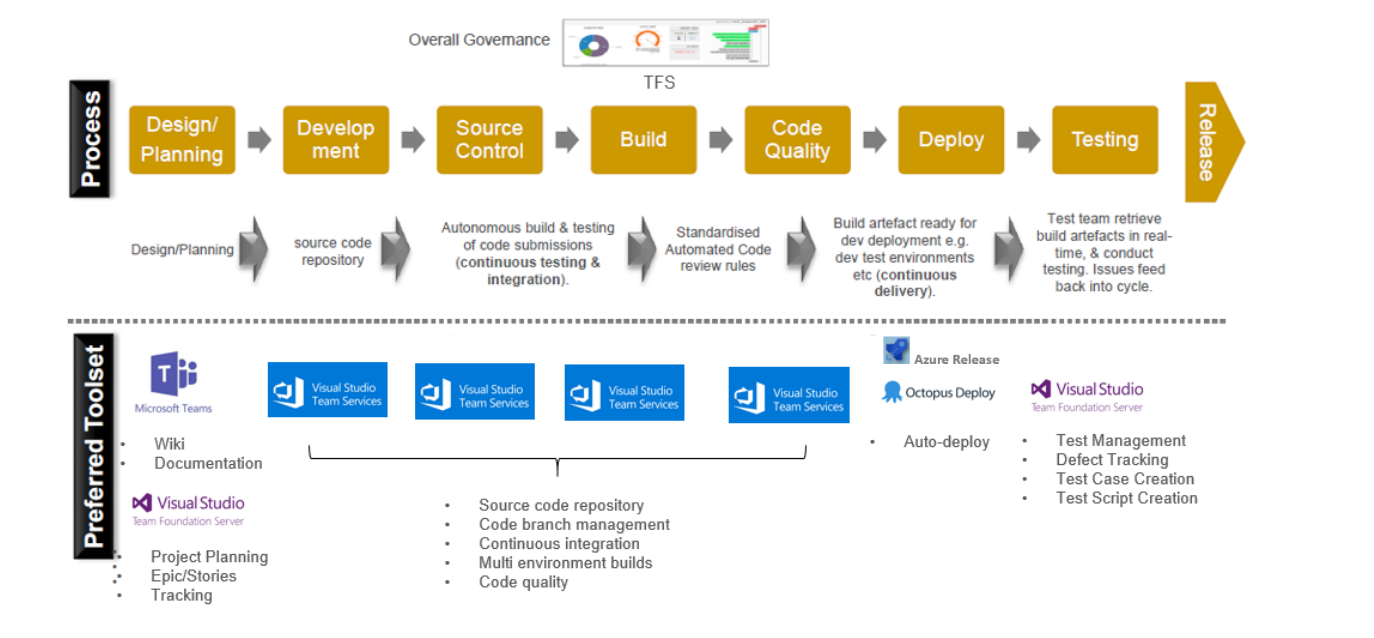 Overall Governance
TFS
Process
Design/
Planning
Develop
ment
Source
Control
Build
Code
Quality
Deploy
Testing
Release
Design/Planning
source code
repository
Autonomous build & testing
of code submissions
(continuous testing &
integration).
Standardised
Automated Code
review rules
Build artefact ready for
dev deployment e.g.
dev test environments
etc (continuous
delivery).
Test team retrieve
build artefacts in real-
time, & conduct
testing. Issues feed
back into cycle.
Preferred Toolset
Microsoft Teams
• Wiki
• Documentation
Visual Studio
Team Foundation Server
• Project Planning
• Epic/Stories
• Tracking
Visual Studio
Team Services
Visual Studio
Team Services
Visual Studio
Team Services
Visual Studio
Team Services
• Source code repository
• Code branch management
• Continuous integration
• Multi environment builds
• Code quality
Azure Release
Octopus Deploy
• Auto-deploy
Visual Studio
Team Foundation Server
• Test Management
• Defect Tracking
• Test Case Creation
• Test Script Creation